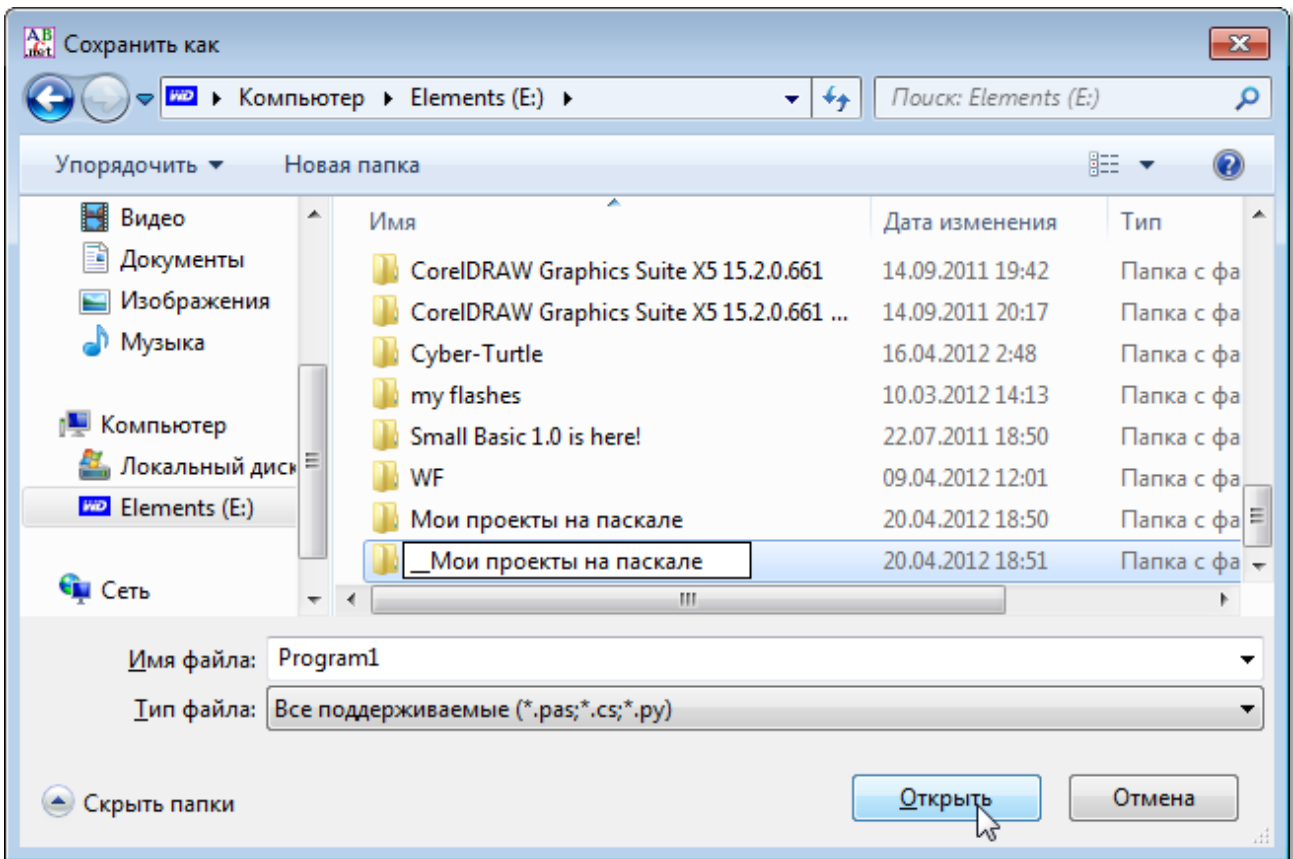 AB
.net
Сохранить как
WD Компьютер Elements (E:) Поиск: Elements (E:)
Упорядочить Новая папка
Видео
Документы
Изображения
Музыка
Компьютер
Локальный диск
WD Elements (E:)
Сеть
Имя Дата изменения Тип
CorelDRAW Graphics Suite X5 15.2.0.661 14.09.2011 19:42 Папка с фа
CorelDRAW Graphics Suite X5 15.2.0.661 ... 14.09.2011 20:17 Папка с фа
Cyber-Turtle 16.04.2012 2:48 Папка с фа
my flashes 10.03.2012 14:13 Папка с фа
Small Basic 1.0 is here! 22.07.2011 18:50 Папка с фа
WF 09.04.2012 12:01 Папка с фа
Мои проекты на паскале 20.04.2012 18:50 Папка с фа
__Мои проекты на паскале 20.04.2012 18:51 Папка с фа
Имя файла: Program1
Тип файла: Все поддерживаемые (*.pas;*.cs;*.py)
Скрыть папки Открыть Отмена